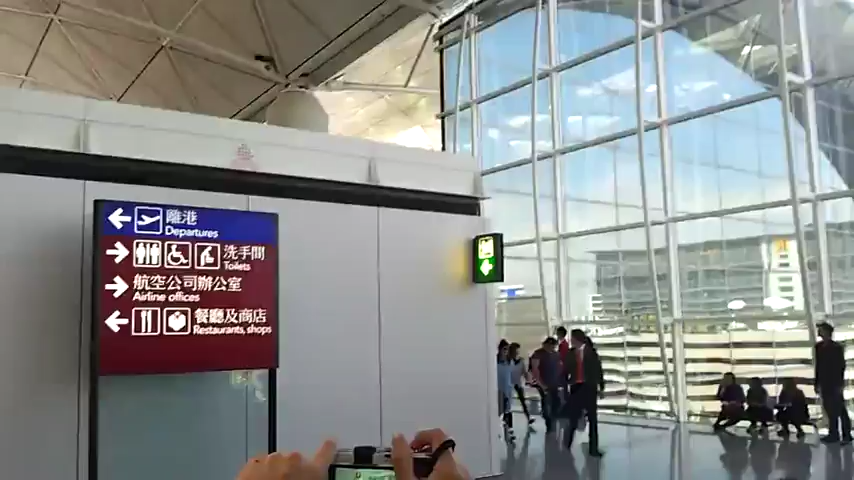 離港
Departures
洗手間
Toilets
航空公司辦公室
Airline offices
餐廳及商店
Restaurants, shops